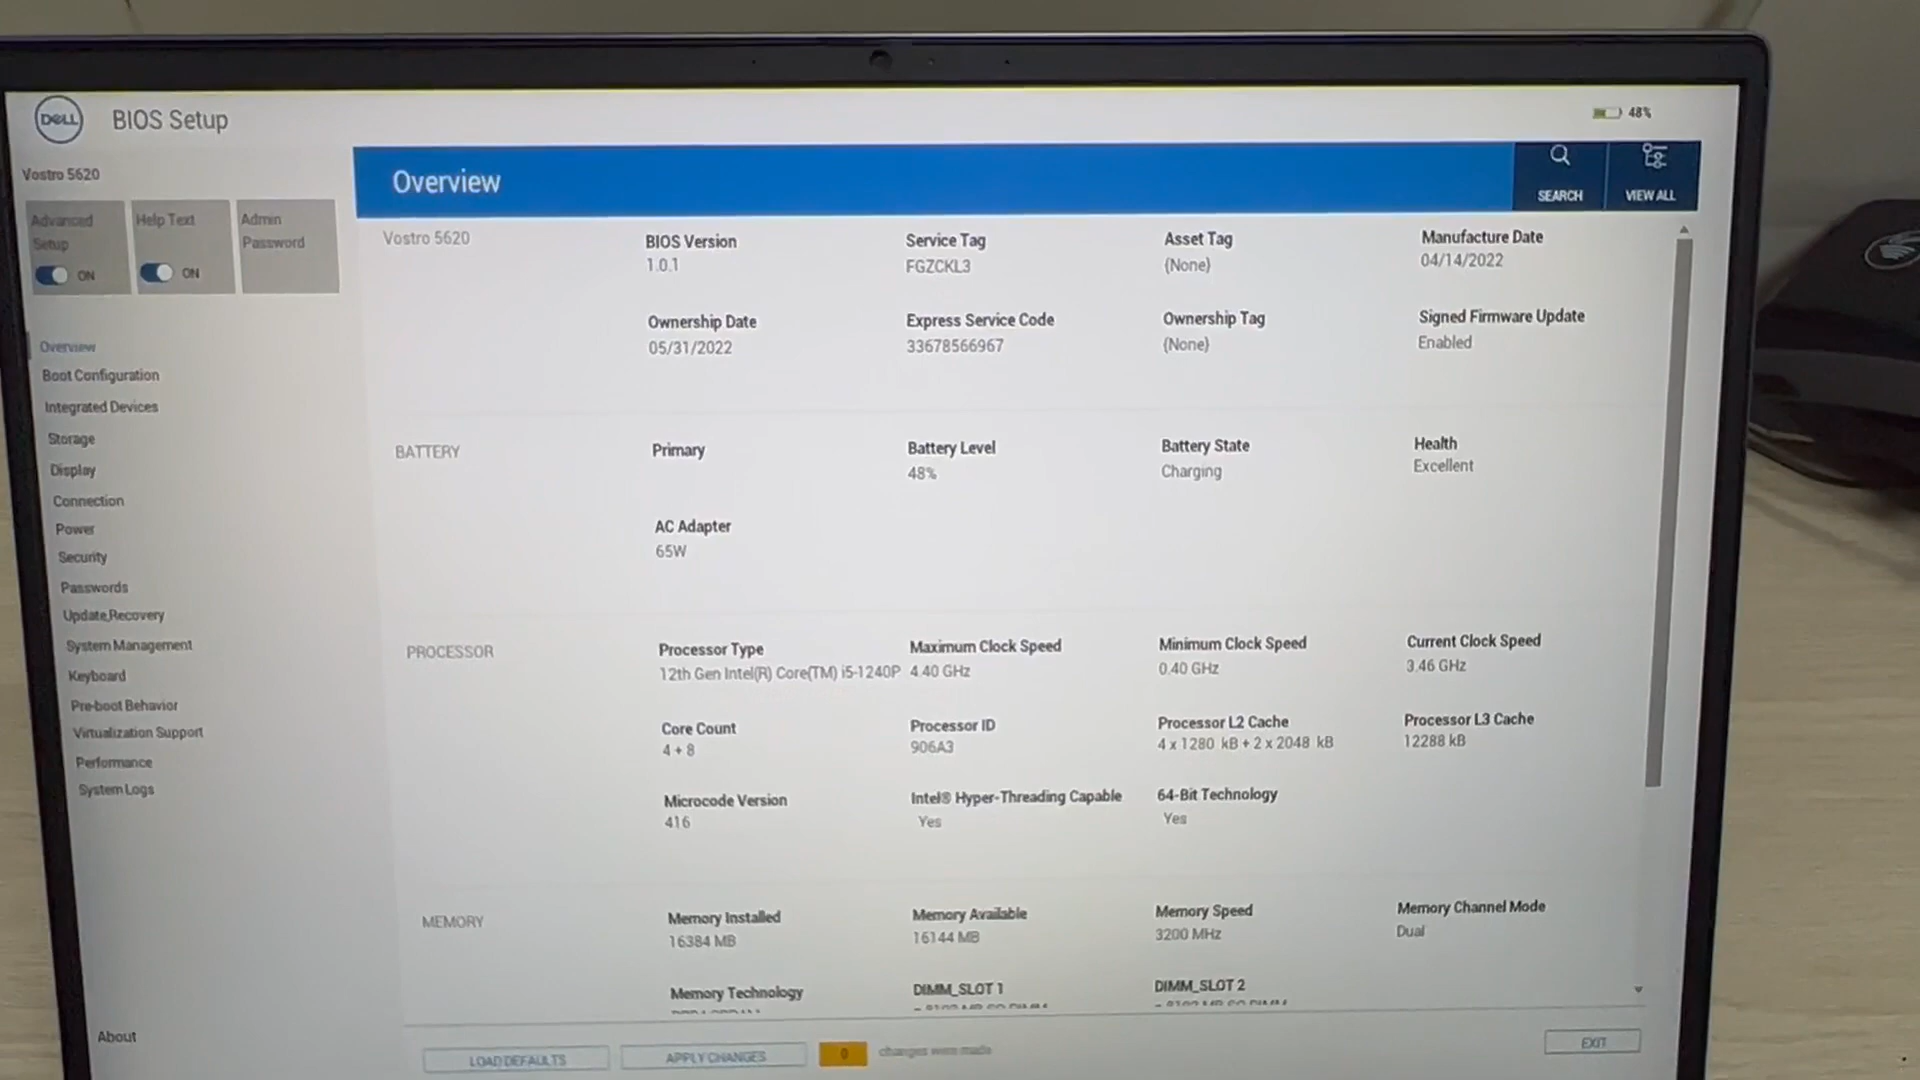 DELL
BIOS Setup
48%
Vostro 5620
Advanced Setup
ON
Help Text
ON
Admin Password
Overview
SEARCH
VIEW ALL
Overview
Boot Configuration
Integrated Devices
Storage
Display
Connection
Power
Security
Passwords
Update,Recovery
System Management
Keyboard
Pre-boot Behavior
Virtualization Support
Performance
System Logs
About
Vostro 5620
BIOS Version
1.0.1
Service Tag
FGZCKL3
Asset Tag
(None)
Manufacture Date
04/14/2022
Ownership Date
05/31/2022
Express Service Code
33678566967
Ownership Tag
(None)
Signed Firmware Update
Enabled
BATTERY
Primary
Battery Level
48%
Battery State
Charging
Health
Excellent
AC Adapter
65W
PROCESSOR
Processor Type
12th Gen Intel(R) Core(TM) i5-1240P
Maximum Clock Speed
4.40 GHz
Minimum Clock Speed
0.40 GHz
Current Clock Speed
3.46 GHz
Core Count
4 + 8
Processor ID
906A3
Processor L2 Cache
4 x 1280 kB + 2 x 2048 kB
Processor L3 Cache
12288 kB
Microcode Version
416
Intel® Hyper-Threading Capable
Yes
64-Bit Technology
Yes
MEMORY
Memory Installed
16384 MB
Memory Available
16144 MB
Memory Speed
3200 MHz
Memory Channel Mode
Dual
Memory Technology
DIMM_SLOT 1
DIMM_SLOT 2
LOAD DEFAULTS
APPLY CHANGES
0
changes were made
EXIT